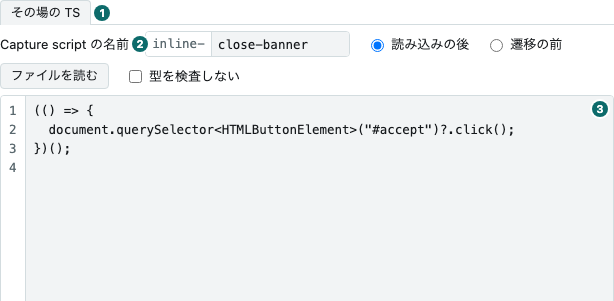 その場の TS 1
Capture script の名前 2 inline- close-banner 読み込みの後 遷移の前
ファイルを読む 型を検査しない
1 (() => { 3
2   document.querySelector<HTMLButtonElement>("#accept")?.click();
3 })();
4